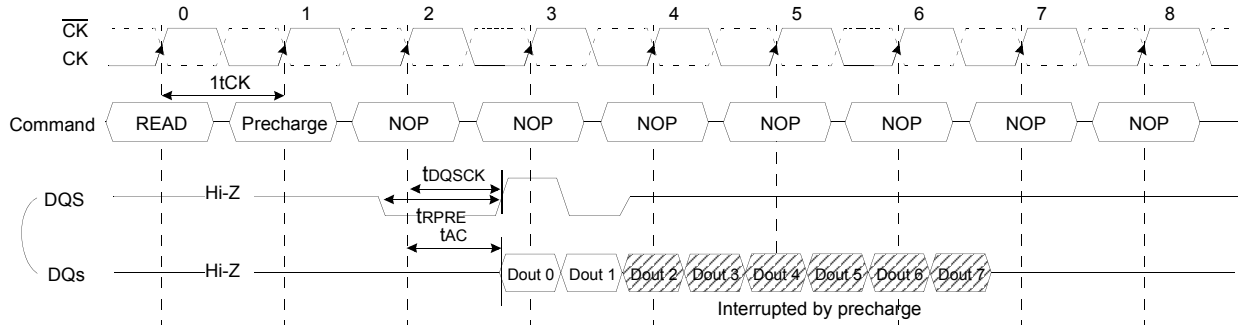 0 1 2 3 4 5 6 7 8
CK
CK
1tCK
Command READ Precharge NOP NOP NOP NOP NOP NOP NOP
tDQSCK
DQS Hi-Z
tRPRE
tAC
DQs Hi-Z Dout 0 Dout 1 Dout 2 Dout 3 Dout 4 Dout 5 Dout 6 Dout 7
Interrupted by precharge